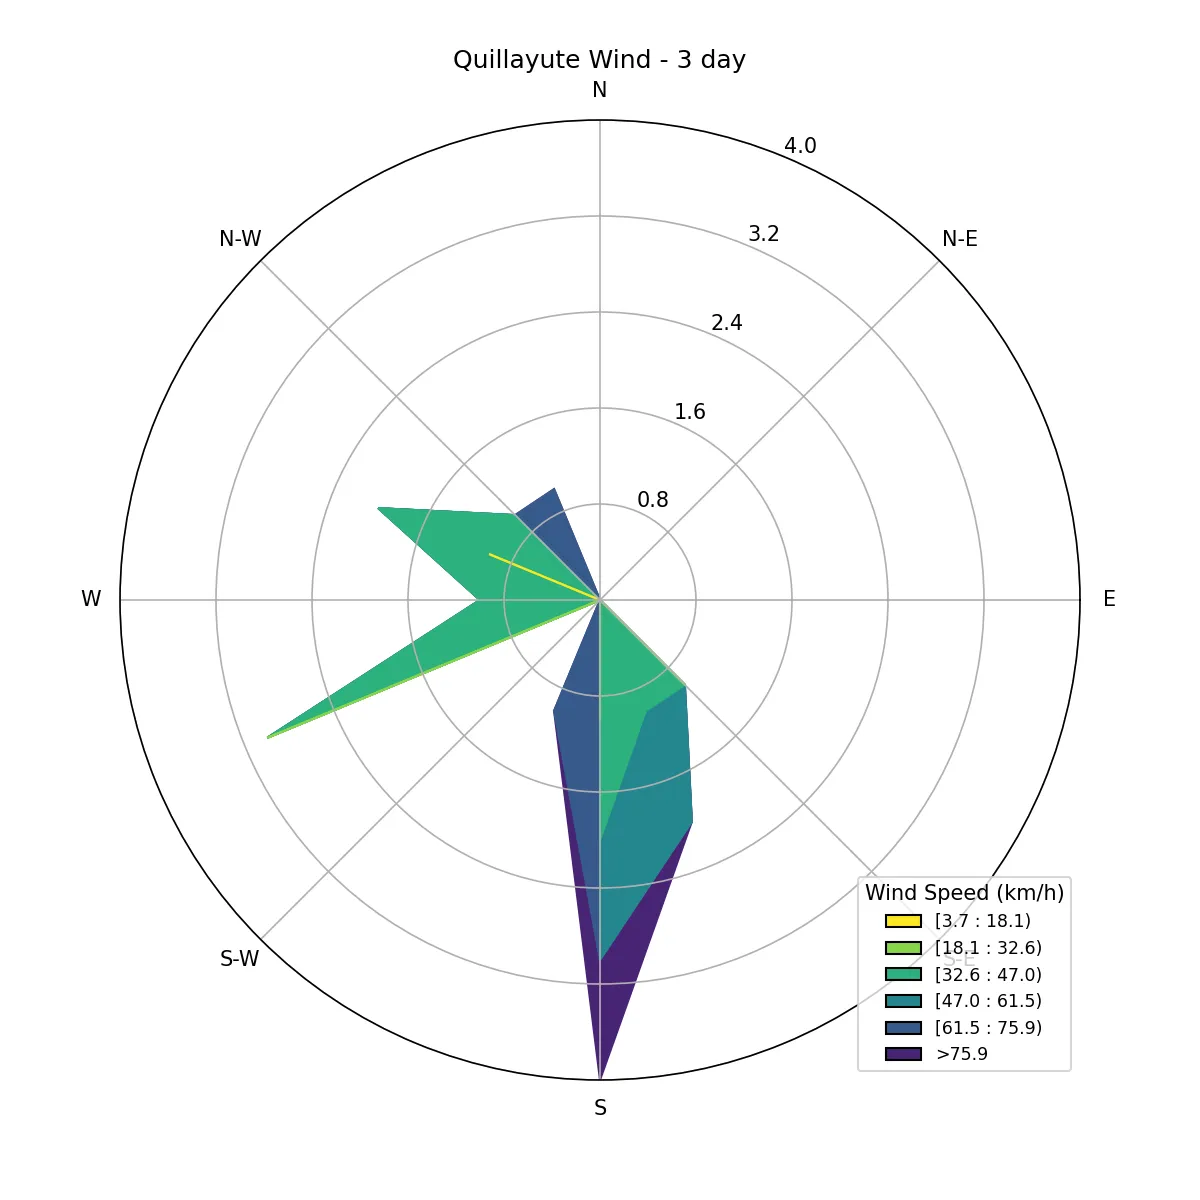 Quillayute Wind - 3 day
N
4.0
N-W
N-E
3.2
2.4
1.6
0.8
W
E
S-W
S-E
S
Wind Speed (km/h)
[3.7 : 18.1)
[18.1 : 32.6)
[32.6 : 47.0)
[47.0 : 61.5)
[61.5 : 75.9)
>75.9